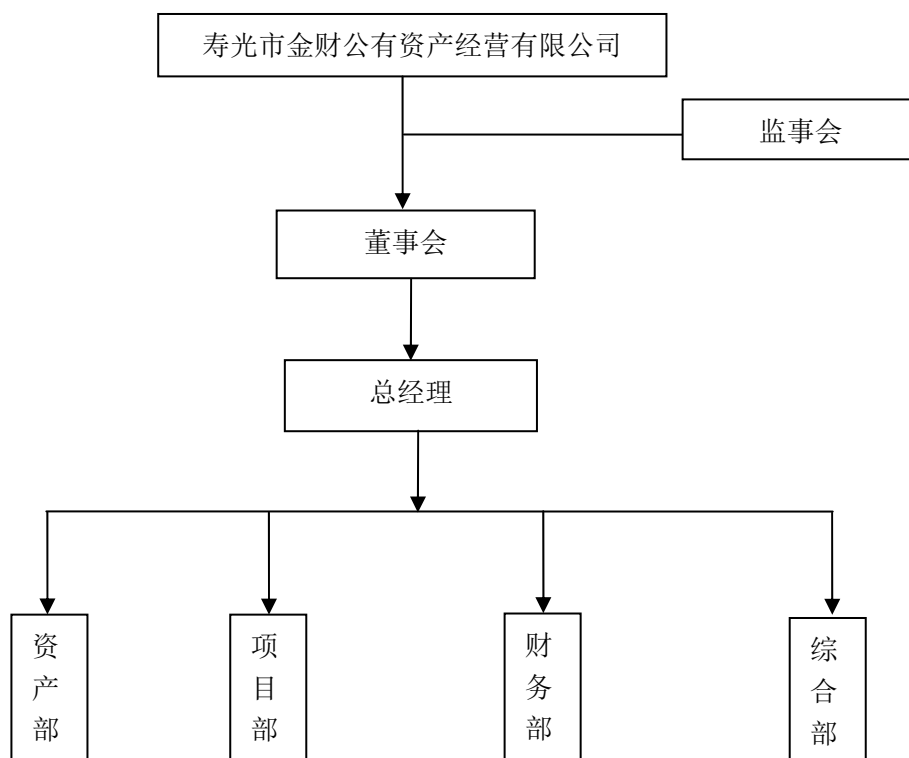 寿光市金财公有资产经营有限公司
监事会
董事会
总经理
资产部
项目部
财务部
综合部